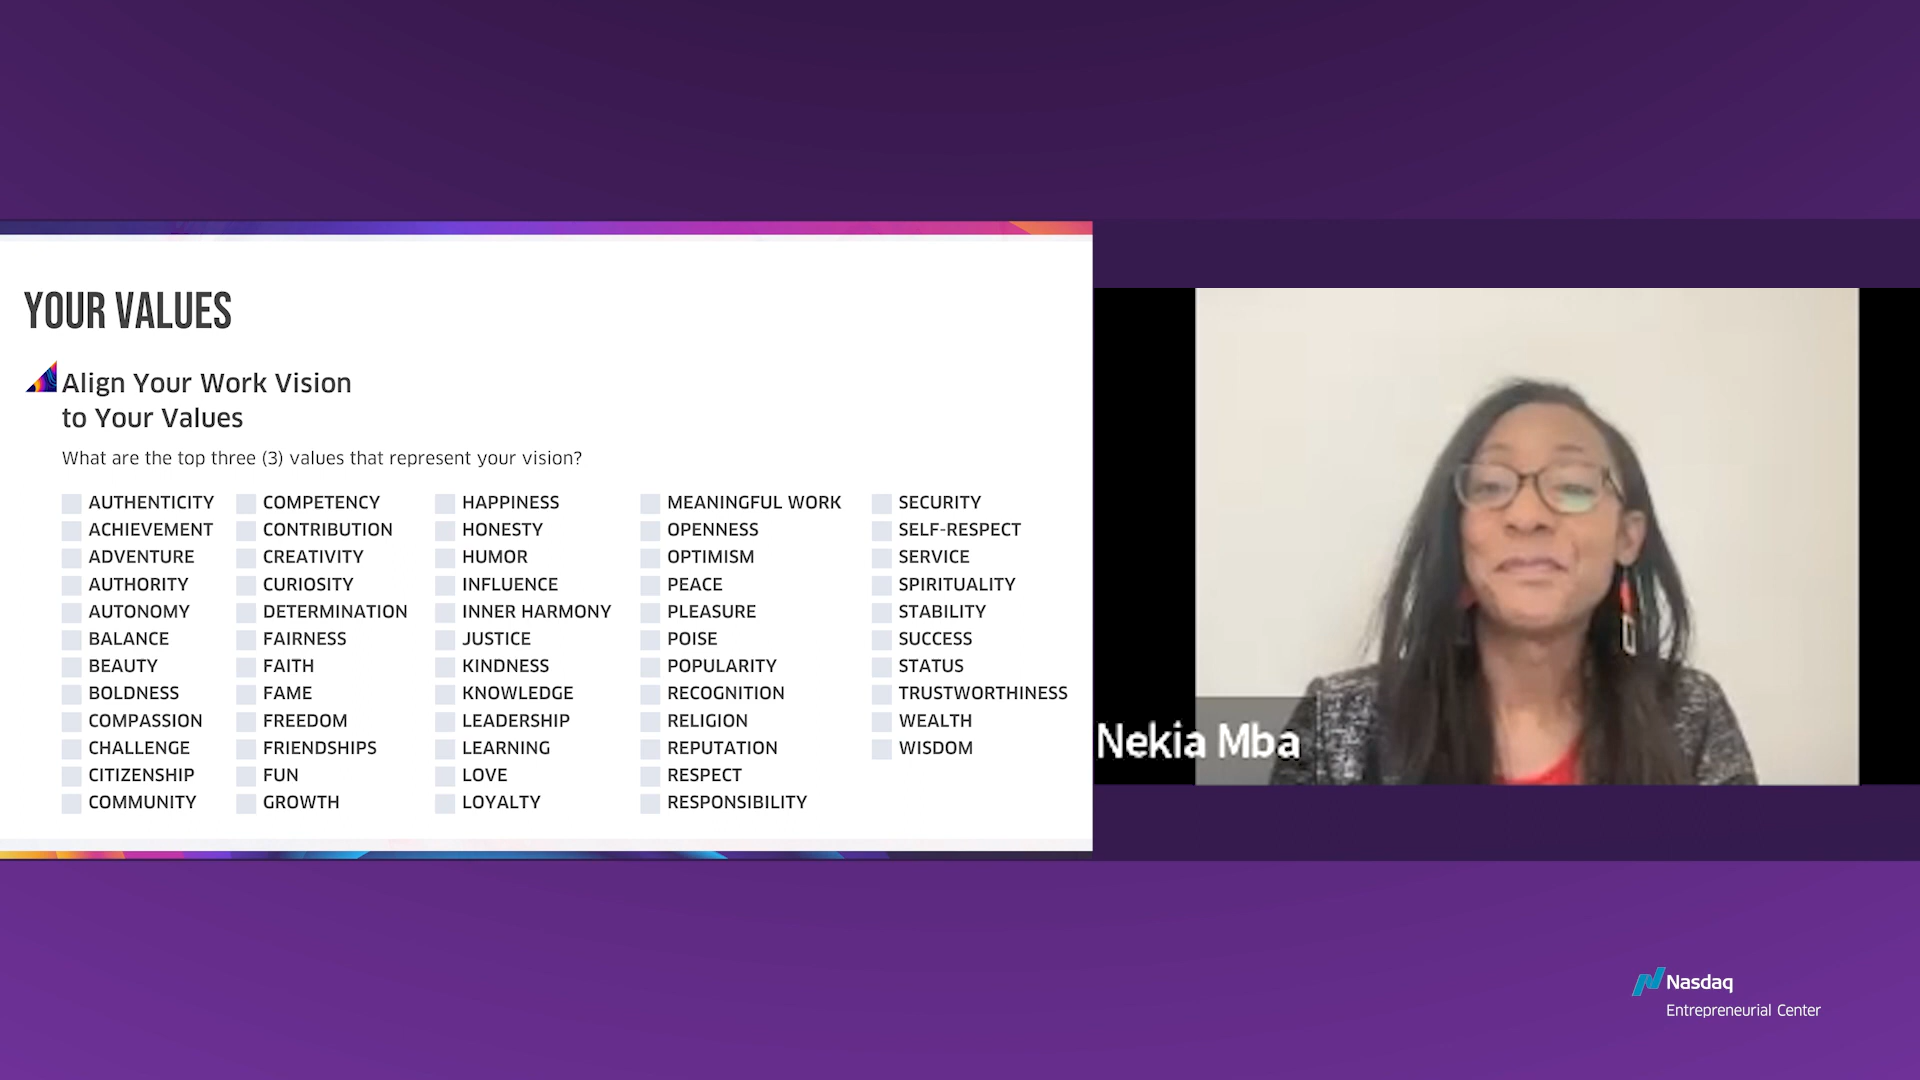 YOUR VALUES
Align Your Work Vision
to Your Values
What are the top three (3) values that represent your vision?
AUTHENTICITY
ACHIEVEMENT
ADVENTURE
AUTHORITY
AUTONOMY
BALANCE
BEAUTY
BOLDNESS
COMPASSION
CHALLENGE
CITIZENSHIP
COMMUNITY
COMPETENCY
CONTRIBUTION
CREATIVITY
CURIOSITY
DETERMINATION
FAIRNESS
FAITH
FAME
FREEDOM
FRIENDSHIPS
FUN
GROWTH
HAPPINESS
HONESTY
HUMOR
INFLUENCE
INNER HARMONY
JUSTICE
KINDNESS
KNOWLEDGE
LEADERSHIP
LEARNING
LOVE
LOYALTY
MEANINGFUL WORK
OPENNESS
OPTIMISM
PEACE
PLEASURE
POISE
POPULARITY
RECOGNITION
RELIGION
REPUTATION
RESPECT
RESPONSIBILITY
SECURITY
SELF-RESPECT
SERVICE
SPIRITUALITY
STABILITY
SUCCESS
STATUS
TRUSTWORTHINESS
WEALTH
WISDOM
Nekia Mba
Nasdaq
Entrepreneurial Center